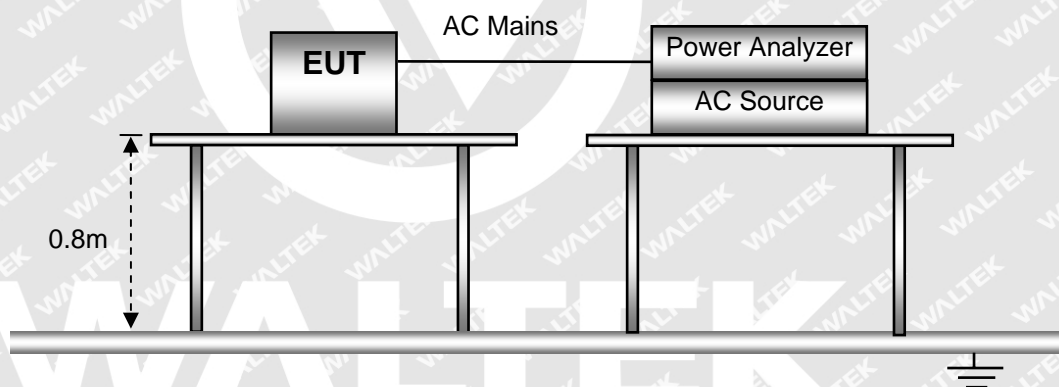 AC Mains
EUT
Power Analyzer
AC Source
0.8m
WALTEK